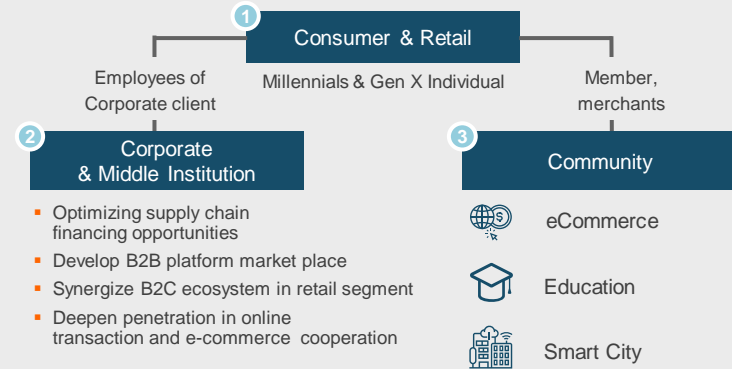 1
Consumer & Retail
Millennials & Gen X Individual
Employees of
Corporate client
Member,
merchants
2
Corporate
& Middle Institution
▪ Optimizing supply chain
financing opportunities
▪ Develop B2B platform market place
▪ Synergize B2C ecosystem in retail segment
▪ Deepen penetration in online
transaction and e-commerce cooperation
3
Community
$
eCommerce
Education
Smart City